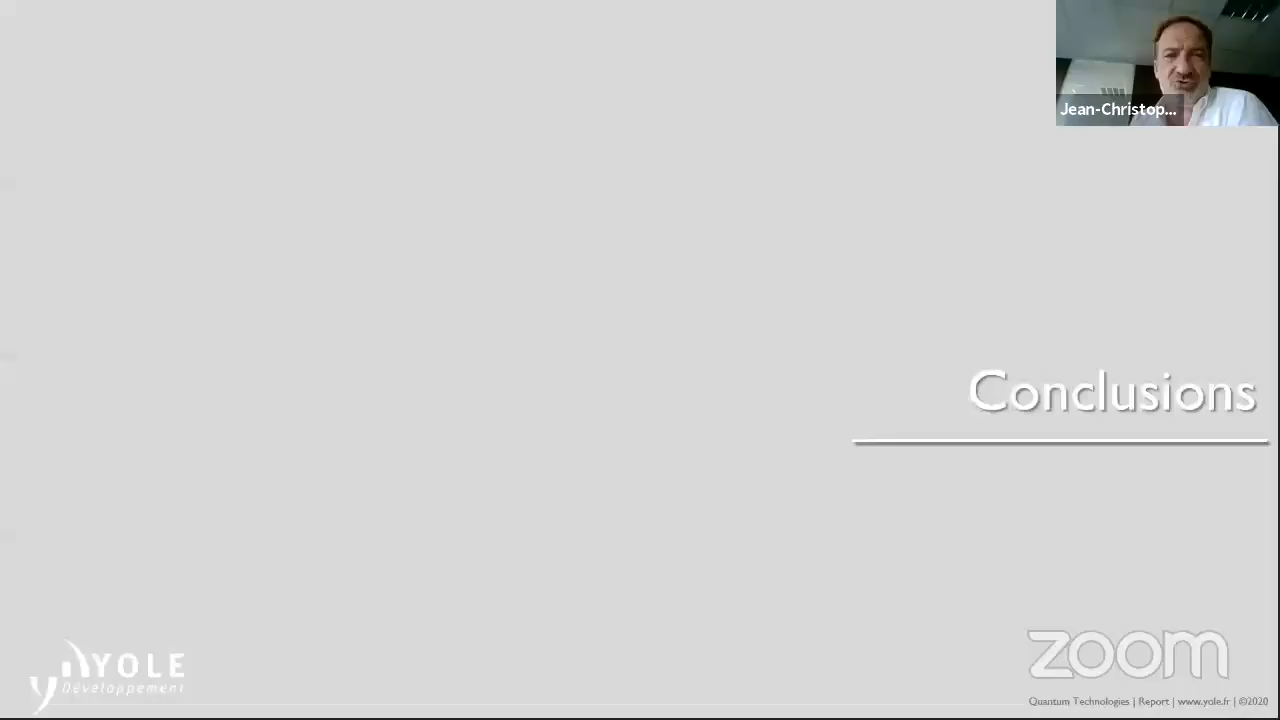 Jean-Christop...
Conclusions
YOLE
Développement
zoom
Quantum Technologies | Report | www.yole.fr | ©2020